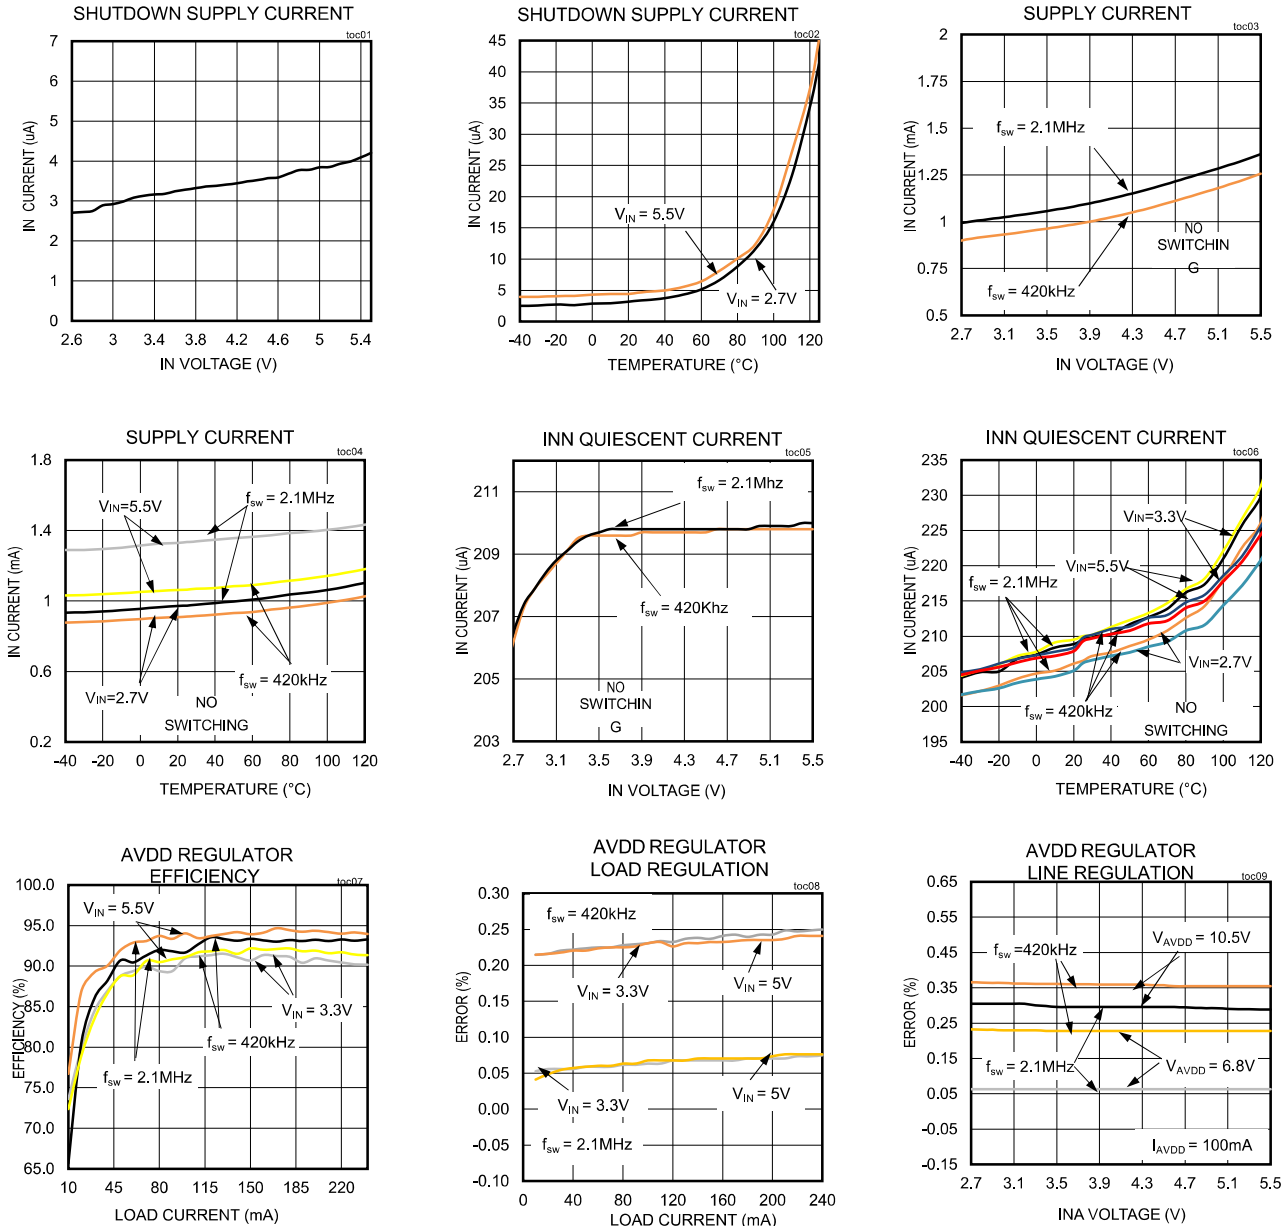 SHUTDOWN SUPPLY CURRENT
toc01
7
6
5
4
3
2
1
0
IN CURRENT (uA)
2.6 3 3.4 3.8 4.2 4.6 5 5.4
IN VOLTAGE (V)
SHUTDOWN SUPPLY CURRENT
toc02
45
40
35
30
25
20
15
10
5
0
IN CURRENT (uA)
VIN = 5.5V
VIN = 2.7V
-40 -20 0 20 40 60 80 100 120
TEMPERATURE (°C)
SUPPLY CURRENT
toc03
2
1.75
1.5
1.25
1
0.75
0.5
IN CURRENT (mA)
fsw = 2.1MHz
NO
SWITCHIN
G
fsw = 420kHz
2.7 3.1 3.5 3.9 4.3 4.7 5.1 5.5
IN VOLTAGE (V)
SUPPLY CURRENT
toc04
1.8
1.4
1
0.6
0.2
IN CURRENT (mA)
VIN=5.5V
fsw = 2.1MHz
fsw = 420kHz
VIN=2.7V
NO
SWITCHING
-40 -20 0 20 40 60 80 100 120
TEMPERATURE (°C)
INN QUIESCENT CURRENT
toc05
211
209
207
205
203
IN CURRENT (mA)
fsw = 2.1Mhz
fsw = 420Khz
NO
SWITCHIN
G
2.7 3.1 3.5 3.9 4.3 4.7 5.1 5.5
IN VOLTAGE (V)
INN QUIESCENT CURRENT
toc06
235
230
225
220
215
210
205
200
195
IN CURRENT (mA)
VIN=3.3V
VIN=5.5V
fsw = 2.1MHz
VIN=2.7V
fsw = 420kHz
NO
SWITCHING
-40 -20 0 20 40 60 80 100 120
TEMPERATURE (°C)
AVDD REGULATOR
EFFICIENCY
toc07
100.0
95.0
90.0
85.0
80.0
75.0
70.0
65.0
EFFICIENCY (%)
VIN = 5.5V
VIN = 3.3V
fsw = 420kHz
fsw = 2.1MHz
10 45 80 115 150 185 220
LOAD CURRENT (mA)
AVDD REGULATOR
LOAD REGULATION
toc08
0.30
0.25
0.20
0.15
0.10
0.05
0.00
-0.05
-0.10
ERROR (%)
fsw = 420kHz
VIN = 3.3V
VIN = 5V
VIN = 5V
VIN = 3.3V
fsw = 2.1MHz
0 40 80 120 160 200 240
LOAD CURRENT (mA)
AVDD REGULATOR
LINE REGULATION
toc09
0.65
0.55
0.45
0.35
0.25
0.15
0.05
-0.05
-0.15
ERROR (%)
VAVDD = 10.5V
fsw =420kHz
fsw = 2.1MHz
VAVDD = 6.8V
IAVDD = 100mA
2.7 3.1 3.5 3.9 4.3 4.7 5.1 5.5
INA VOLTAGE (V)